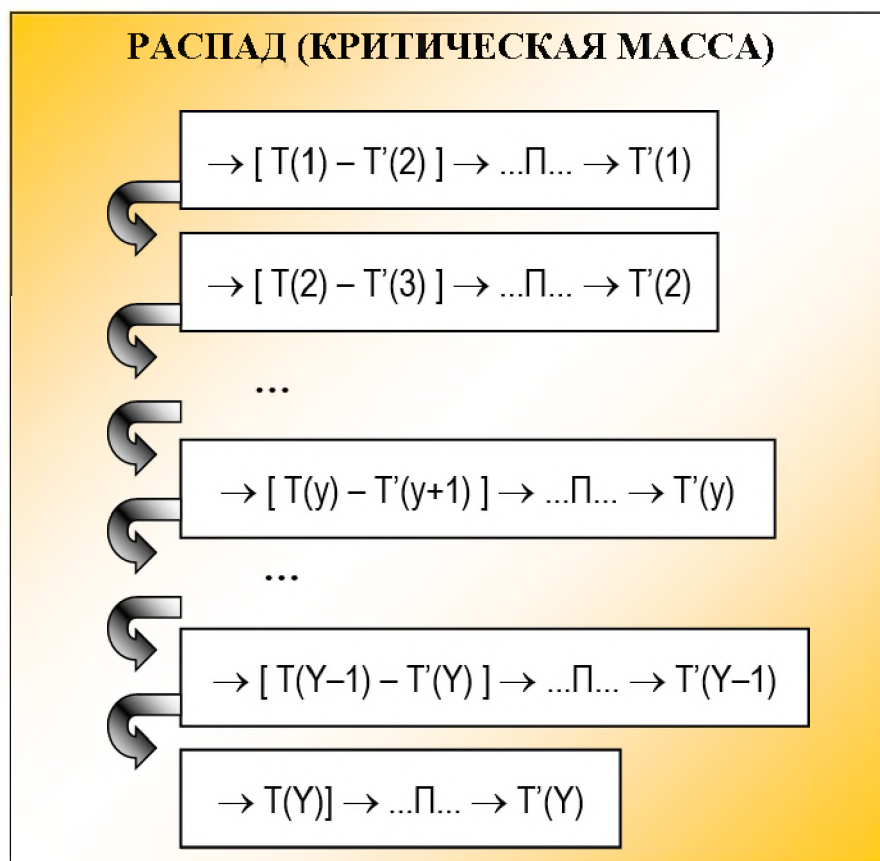 РАСПАД (КРИТИЧЕСКАЯ МАССА)
→ [ Т(1) – Т’(2) ] → ...П... → Т’(1)
→ [ Т(2) – Т’(3) ] → ...П... → Т’(2)
...
→ [ Т(y) – Т’(y+1) ] → ...П... → Т’(y)
...
→ [ Т(Y–1) – Т’(Y) ] → ...П... → Т’(Y–1)
→ Т(Y)] → ...П... → Т’(Y)